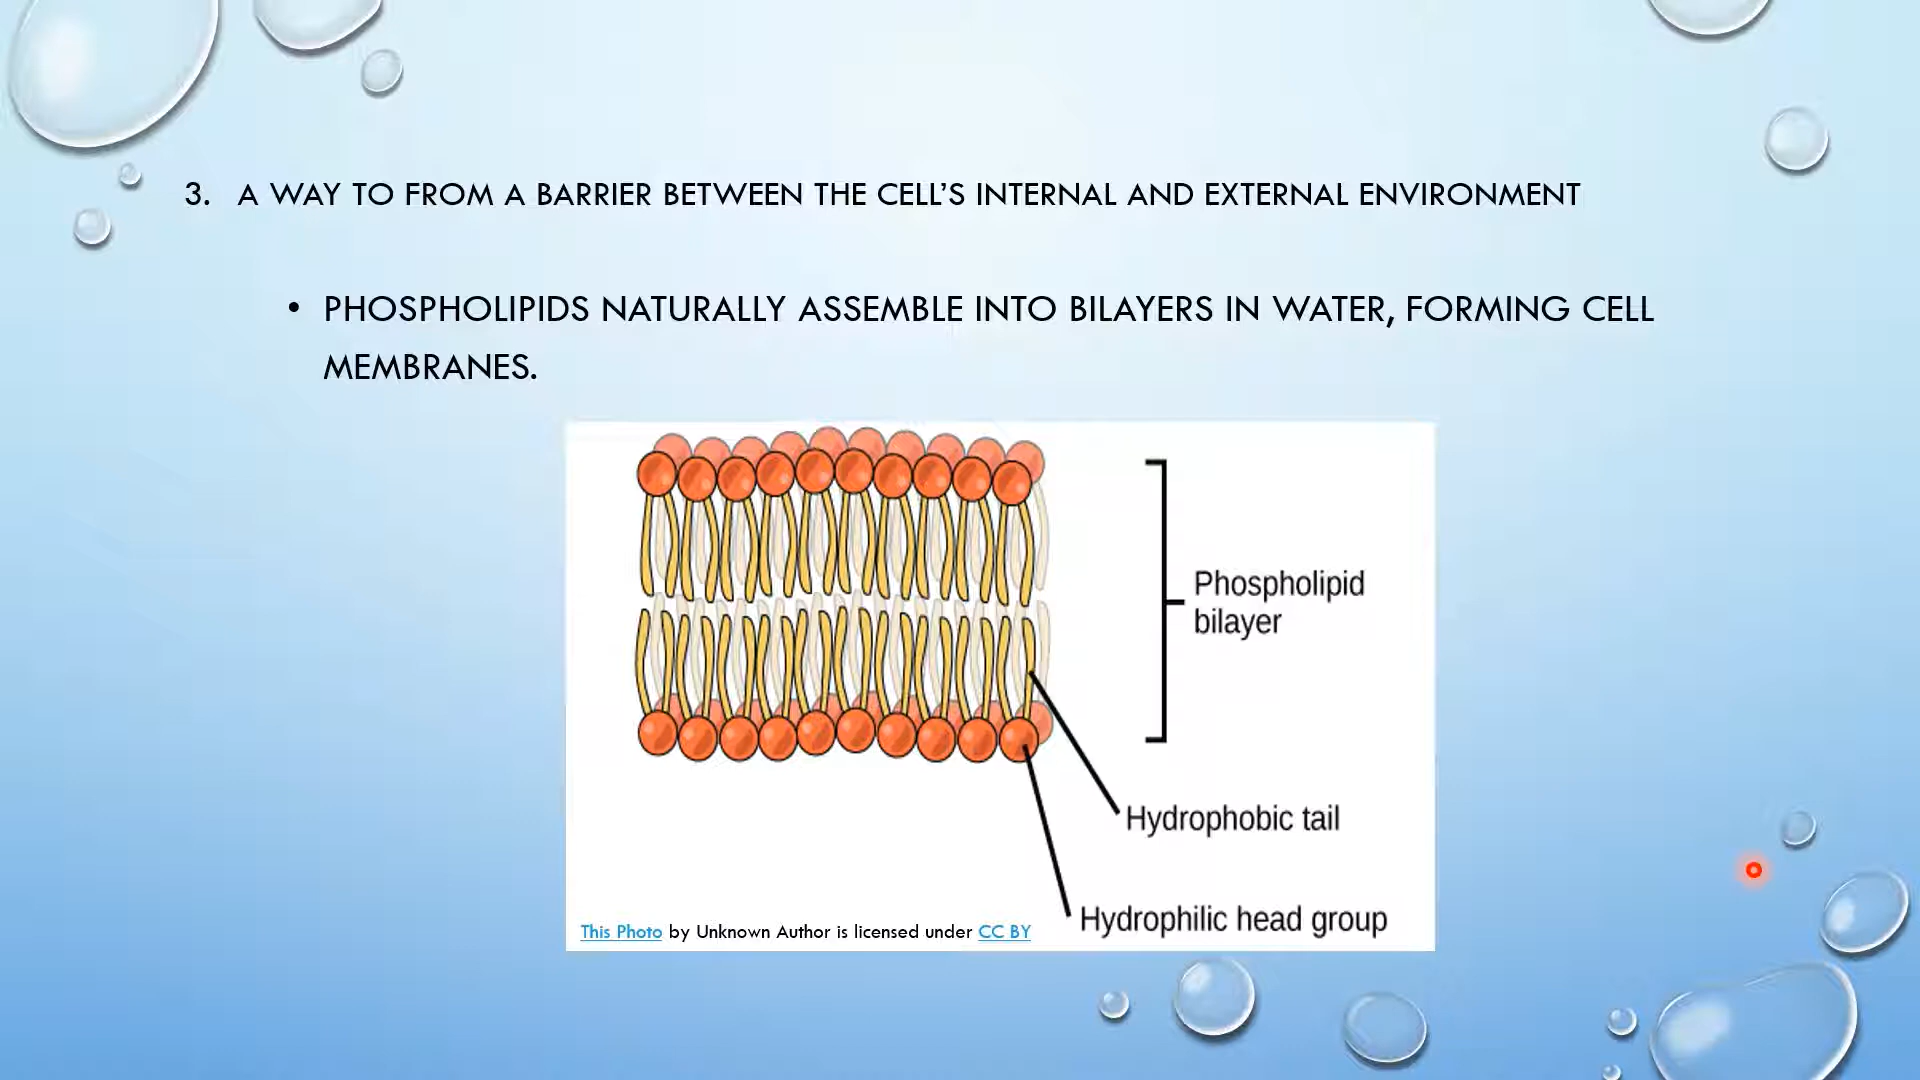 3. A WAY TO FROM A BARRIER BETWEEN THE CELL’S INTERNAL AND EXTERNAL ENVIRONMENT
• PHOSPHOLIPIDS NATURALLY ASSEMBLE INTO BILAYERS IN WATER, FORMING CELL
MEMBRANES.
Phospholipid
bilayer
Hydrophobic tail
Hydrophilic head group
This Photo by Unknown Author is licensed under CC BY